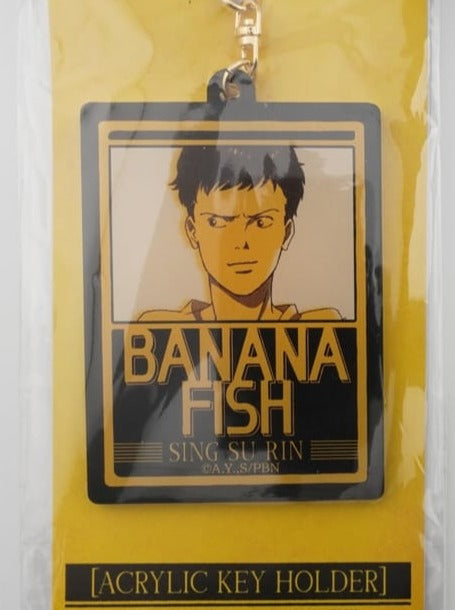 BANANA
FISH
SING SU RIN
©A.Y.,S/PBN
[ACRYLIC KEY HOLDER]